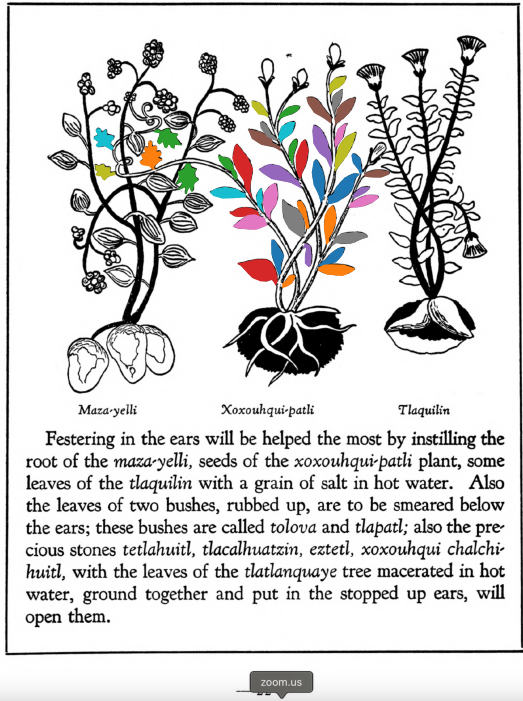 Maza-yelli
Xoxouhqui-patli
Tlaquilin
Festering in the ears will be helped the most by instilling the
root of the maza-yelli, seeds of the xoxouhqui-patli plant, some
leaves of the tlaquilin with a grain of salt in hot water. Also
the leaves of two bushes, rubbed up, are to be smeared below
the ears; these bushes are called tolova and tlapatl; also the pre-
cious stones tetlahuitl, tlacalhuatzin, eztetl, xoxouhqui chalchi-
huitl, with the leaves of the tlatlanquaye tree macerated in hot
water, ground together and put in the stopped up ears, will
open them.
zoom.us